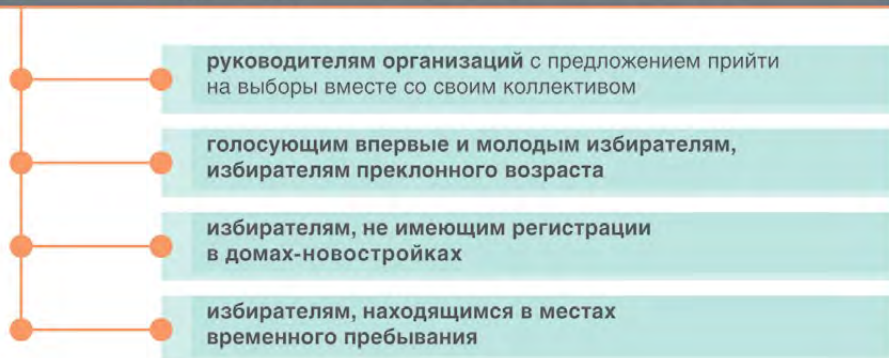 руководителям организаций с предложением прийти
на выборы вместе со своим коллективом
голосующим впервые и молодым избирателям,
избирателям преклонного возраста
избирателям, не имеющим регистрации
в домах-новостройках
избирателям, находящимся в местах
временного пребывания